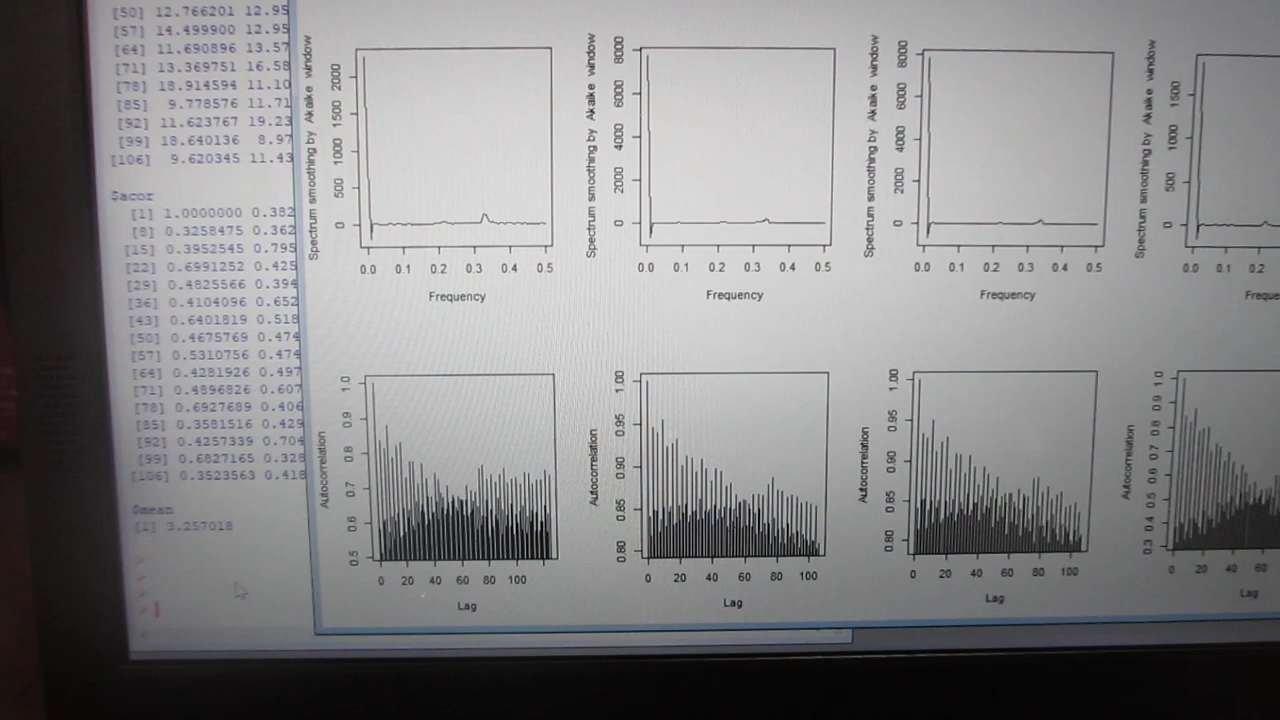 [50] 12.766201 12.95
[57] 14.499900 12.95
[64] 11.690896 13.57
[71] 13.369751 16.58
[78] 18.914594 11.10
[85] 9.778576 11.71
[92] 11.623767 19.23
[99] 18.640136 8.97
[106] 9.620345 11.43
$acor
[1] 1.0000000 0.382
[8] 0.3258475 0.362
[15] 0.3952545 0.795
[22] 0.6991252 0.425
[29] 0.4825566 0.394
[36] 0.4104096 0.652
[43] 0.6401819 0.518
[50] 0.4675769 0.474
[57] 0.5310756 0.474
[64] 0.4281926 0.497
[71] 0.4896826 0.607
[78] 0.6927689 0.406
[85] 0.3581516 0.429
[92] 0.4257339 0.704
[99] 0.6827165 0.328
[106] 0.3523563 0.418
$mean
[1] 3.257018
>
>
>
>
Spectrum smoothing by Akaike window
0 500 1000 1500 2000
0.0 0.1 0.2 0.3 0.4 0.5
Frequency
Spectrum smoothing by Akaike window
0 2000 4000 6000 8000
0.0 0.1 0.2 0.3 0.4 0.5
Frequency
Spectrum smoothing by Akaike window
0 2000 4000 6000 8000
0.0 0.1 0.2 0.3 0.4 0.5
Frequency
Spectrum smoothing by Akaike window
0 500 1000 1500
0.0 0.1 0.2
Freque
Autocorrelation
0.5 0.6 0.7 0.8 0.9 1.0
0 20 40 60 80 100
Lag
Autocorrelation
0.80 0.85 0.90 0.95 1.00
0 20 40 60 80 100
Lag
Autocorrelation
0.80 0.85 0.90 0.95 1.00
0 20 40 60 80 100
Lag
Autocorrelation
0.3 0.4 0.5 0.6 0.7 0.8 0.9 1.0
0 20 40 60
Lag